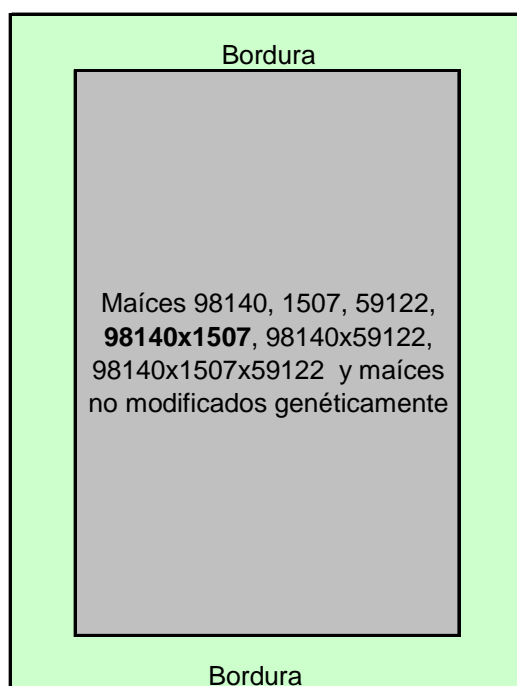 Bordura
Maíces 98140, 1507, 59122,
98140x1507, 98140x59122,
98140x1507x59122 y maíces
no modificados genéticamente
Bordura